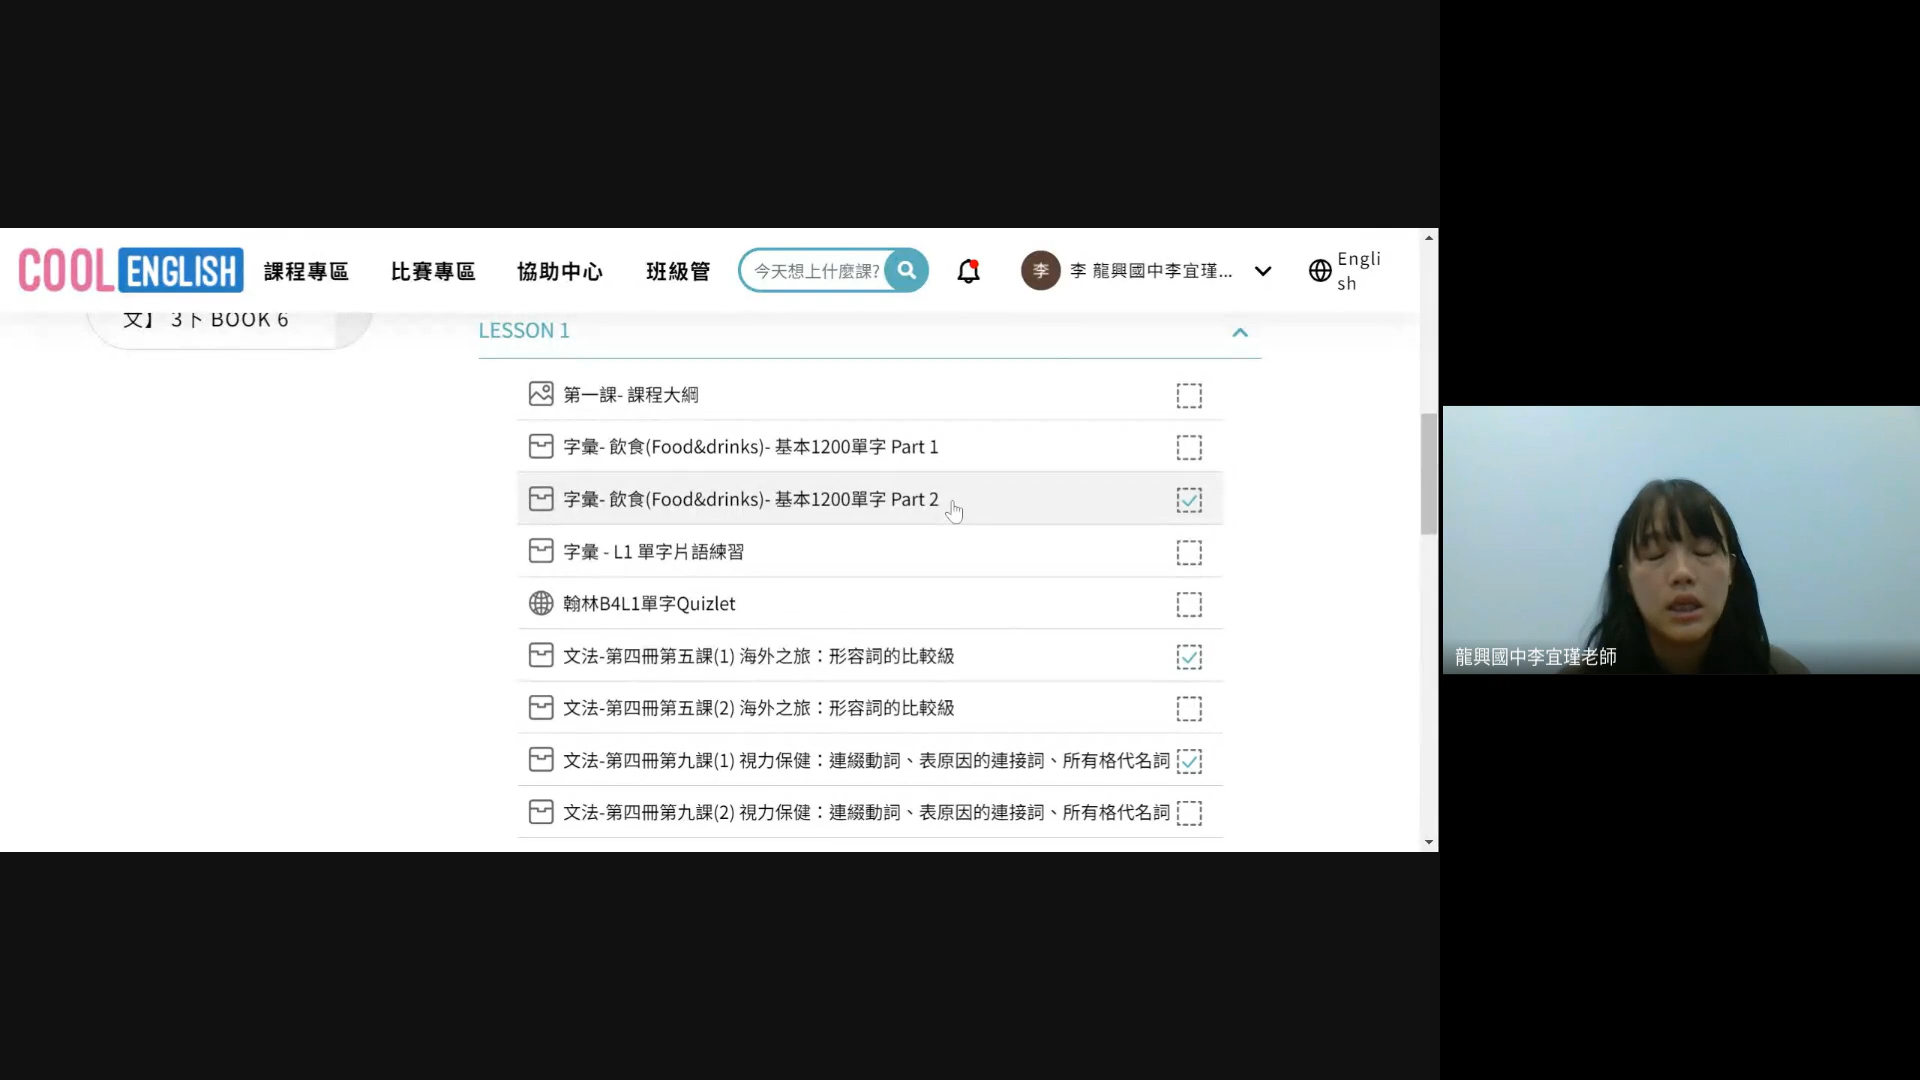 COOL ENGLISH
課程專區
比賽專區
協助中心
班級管
今天想上什麼課?
李
李 龍興國中李宜瑾...
Engli
sh
文】 3下 BOOK 6
LESSON 1
第一課- 課程大綱
字彙- 飲食(Food&drinks)- 基本1200單字 Part 1
字彙- 飲食(Food&drinks)- 基本1200單字 Part 2
字彙 - L1 單字片語練習
翰林B4L1單字Quizlet
文法-第四冊第五課(1) 海外之旅：形容詞的比較級
文法-第四冊第五課(2) 海外之旅：形容詞的比較級
文法-第四冊第九課(1) 視力保健：連綴動詞、表原因的連接詞、所有格代名詞
文法-第四冊第九課(2) 視力保健：連綴動詞、表原因的連接詞、所有格代名詞
龍興國中李宜瑾老師